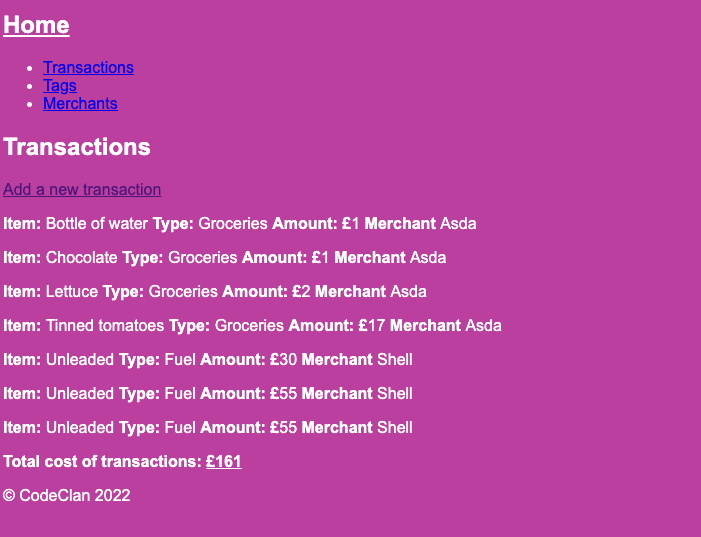 Home
Transactions
Tags
Merchants
Transactions
Add a new transaction
Item: Bottle of water Type: Groceries Amount: £1 Merchant Asda
Item: Chocolate Type: Groceries Amount: £1 Merchant Asda
Item: Lettuce Type: Groceries Amount: £2 Merchant Asda
Item: Tinned tomatoes Type: Groceries Amount: £17 Merchant Asda
Item: Unleaded Type: Fuel Amount: £30 Merchant Shell
Item: Unleaded Type: Fuel Amount: £55 Merchant Shell
Item: Unleaded Type: Fuel Amount: £55 Merchant Shell
Total cost of transactions: £161
© CodeClan 2022